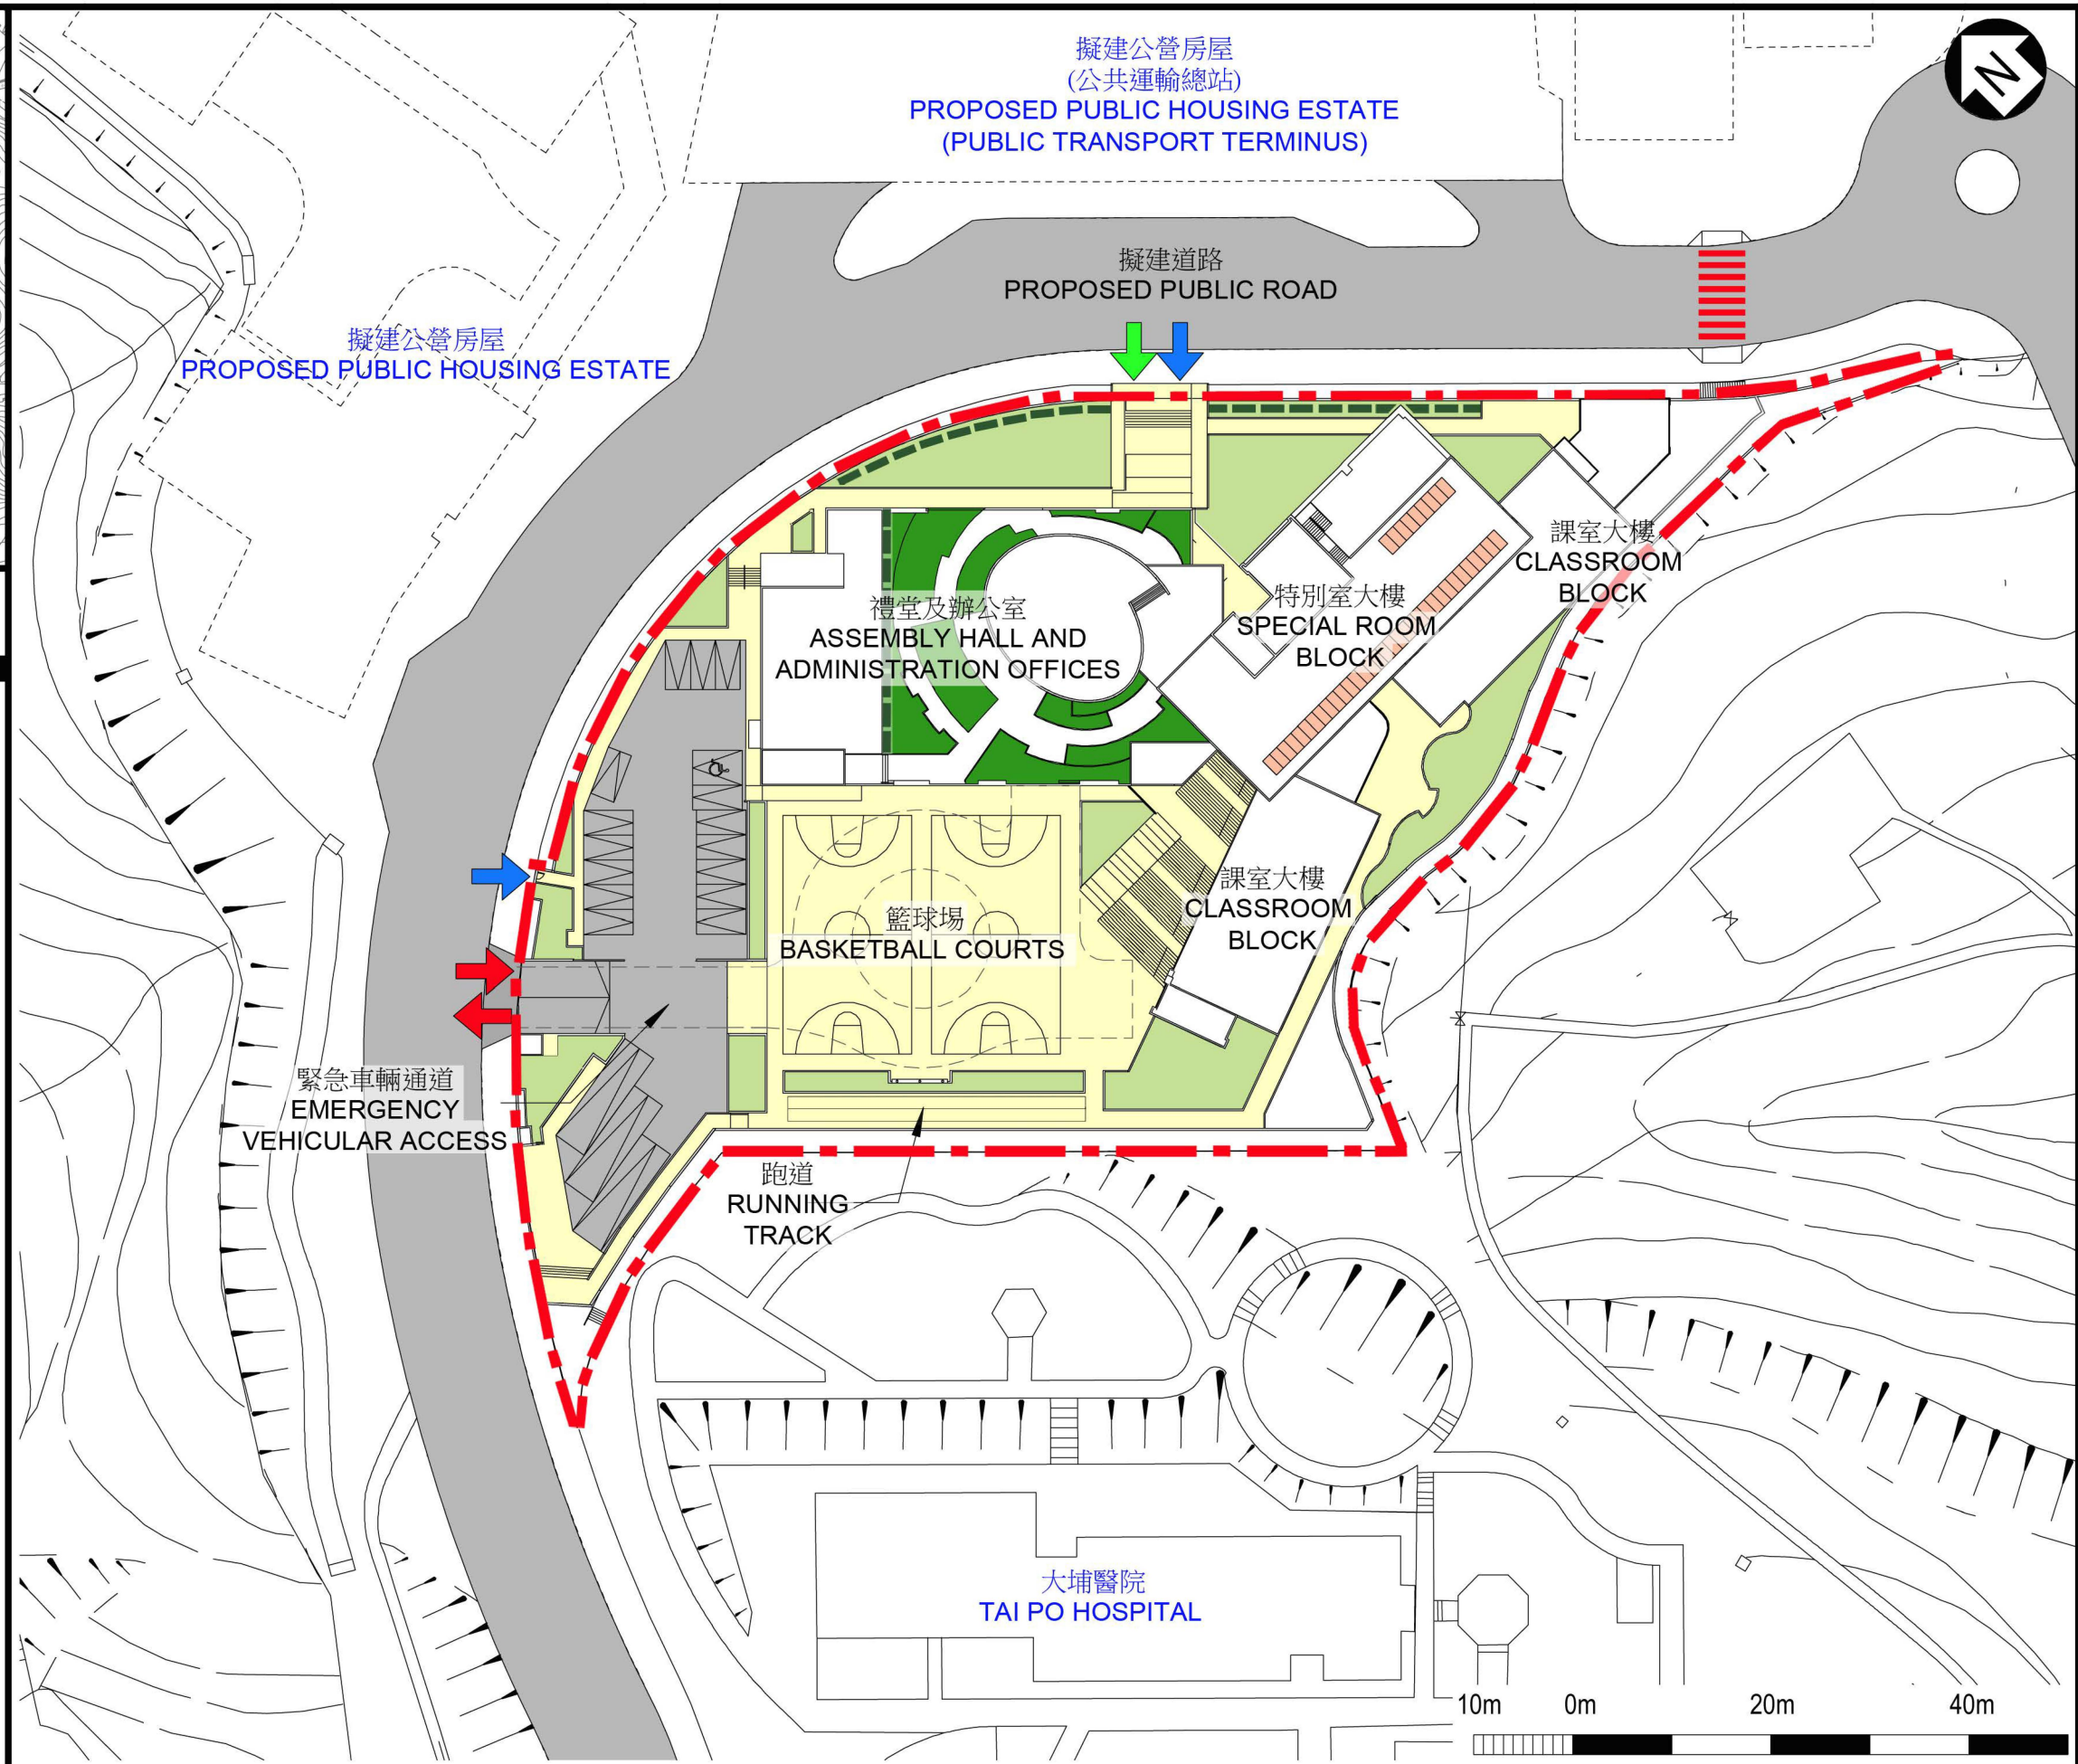 擬建公營房屋
(公共運輸總站)
PROPOSED PUBLIC HOUSING ESTATE
(PUBLIC TRANSPORT TERMINUS)
N
擬建道路
PROPOSED PUBLIC ROAD
擬建公營房屋
PROPOSED PUBLIC HOUSING ESTATE
課室大樓
CLASSROOM
BLOCK
特別室大樓
SPECIAL ROOM
BLOCK
禮堂及辦公室
ASSEMBLY HALL AND
ADMINISTRATION OFFICES
課室大樓
CLASSROOM
BLOCK
籃球場
BASKETBALL COURTS
緊急車輛通道
EMERGENCY
VEHICULAR ACCESS
跑道
RUNNING
TRACK
大埔醫院
TAI PO HOSPITAL
10m 0m 20m 40m